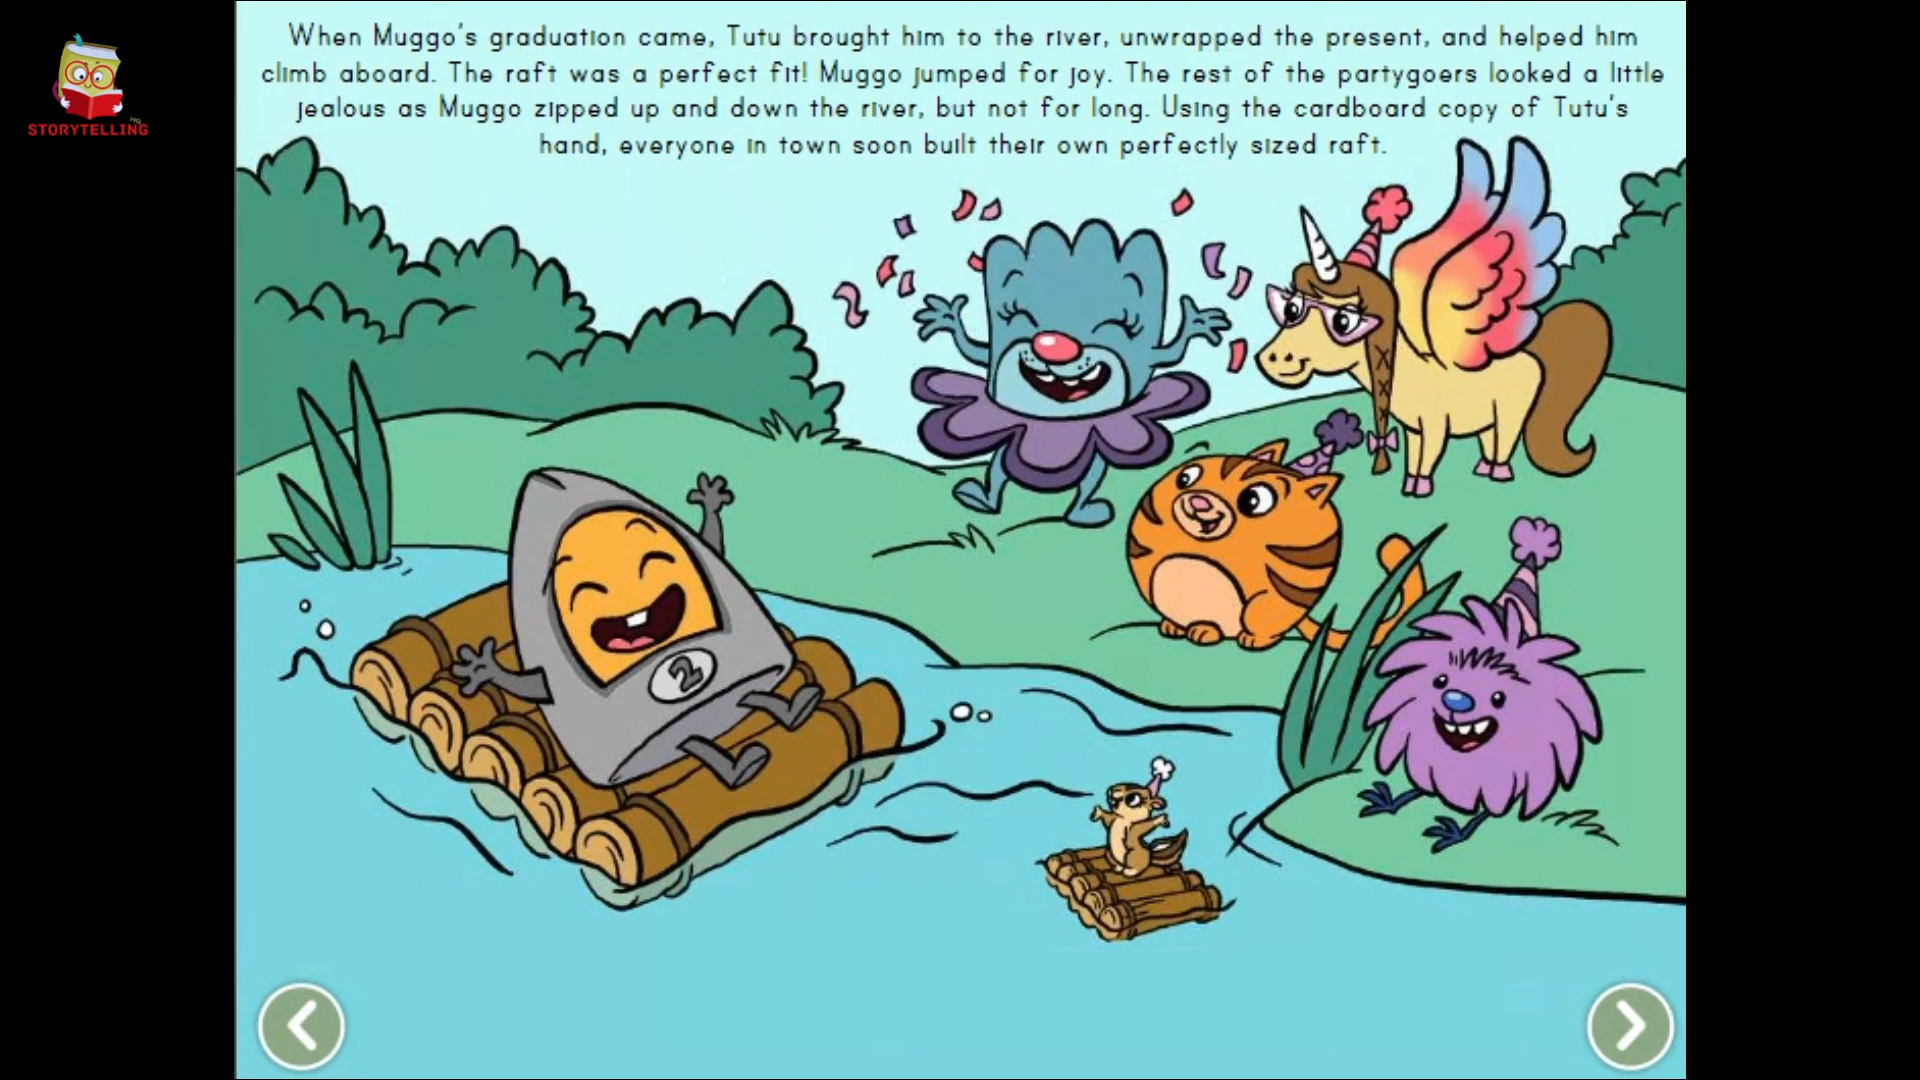 When Muggo's graduation came, Tutu brought him to the river, unwrapped the present, and helped him
climb aboard. The raft was a perfect fit! Muggo jumped for joy. The rest of the partygoers looked a little
jealous as Muggo zipped up and down the river, but not for long. Using the cardboard copy of Tutu's
hand, everyone in town soon built their own perfectly sized raft.
HQ
STORYTELLING
2